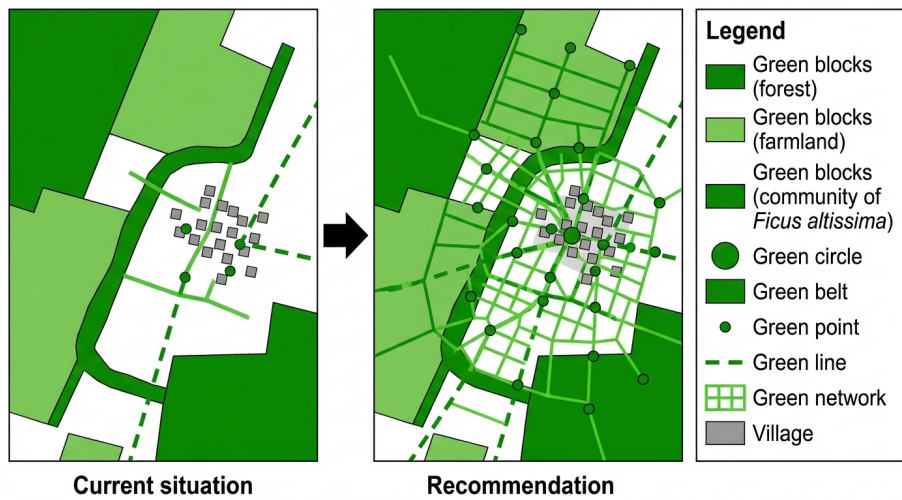 Legend
Green blocks
(forest)
Green blocks
(farmland)
Green blocks
(community of
Ficus altissima)
Green circle
Green belt
Green point
Green line
Green network
Village
Current situation
Recommendation